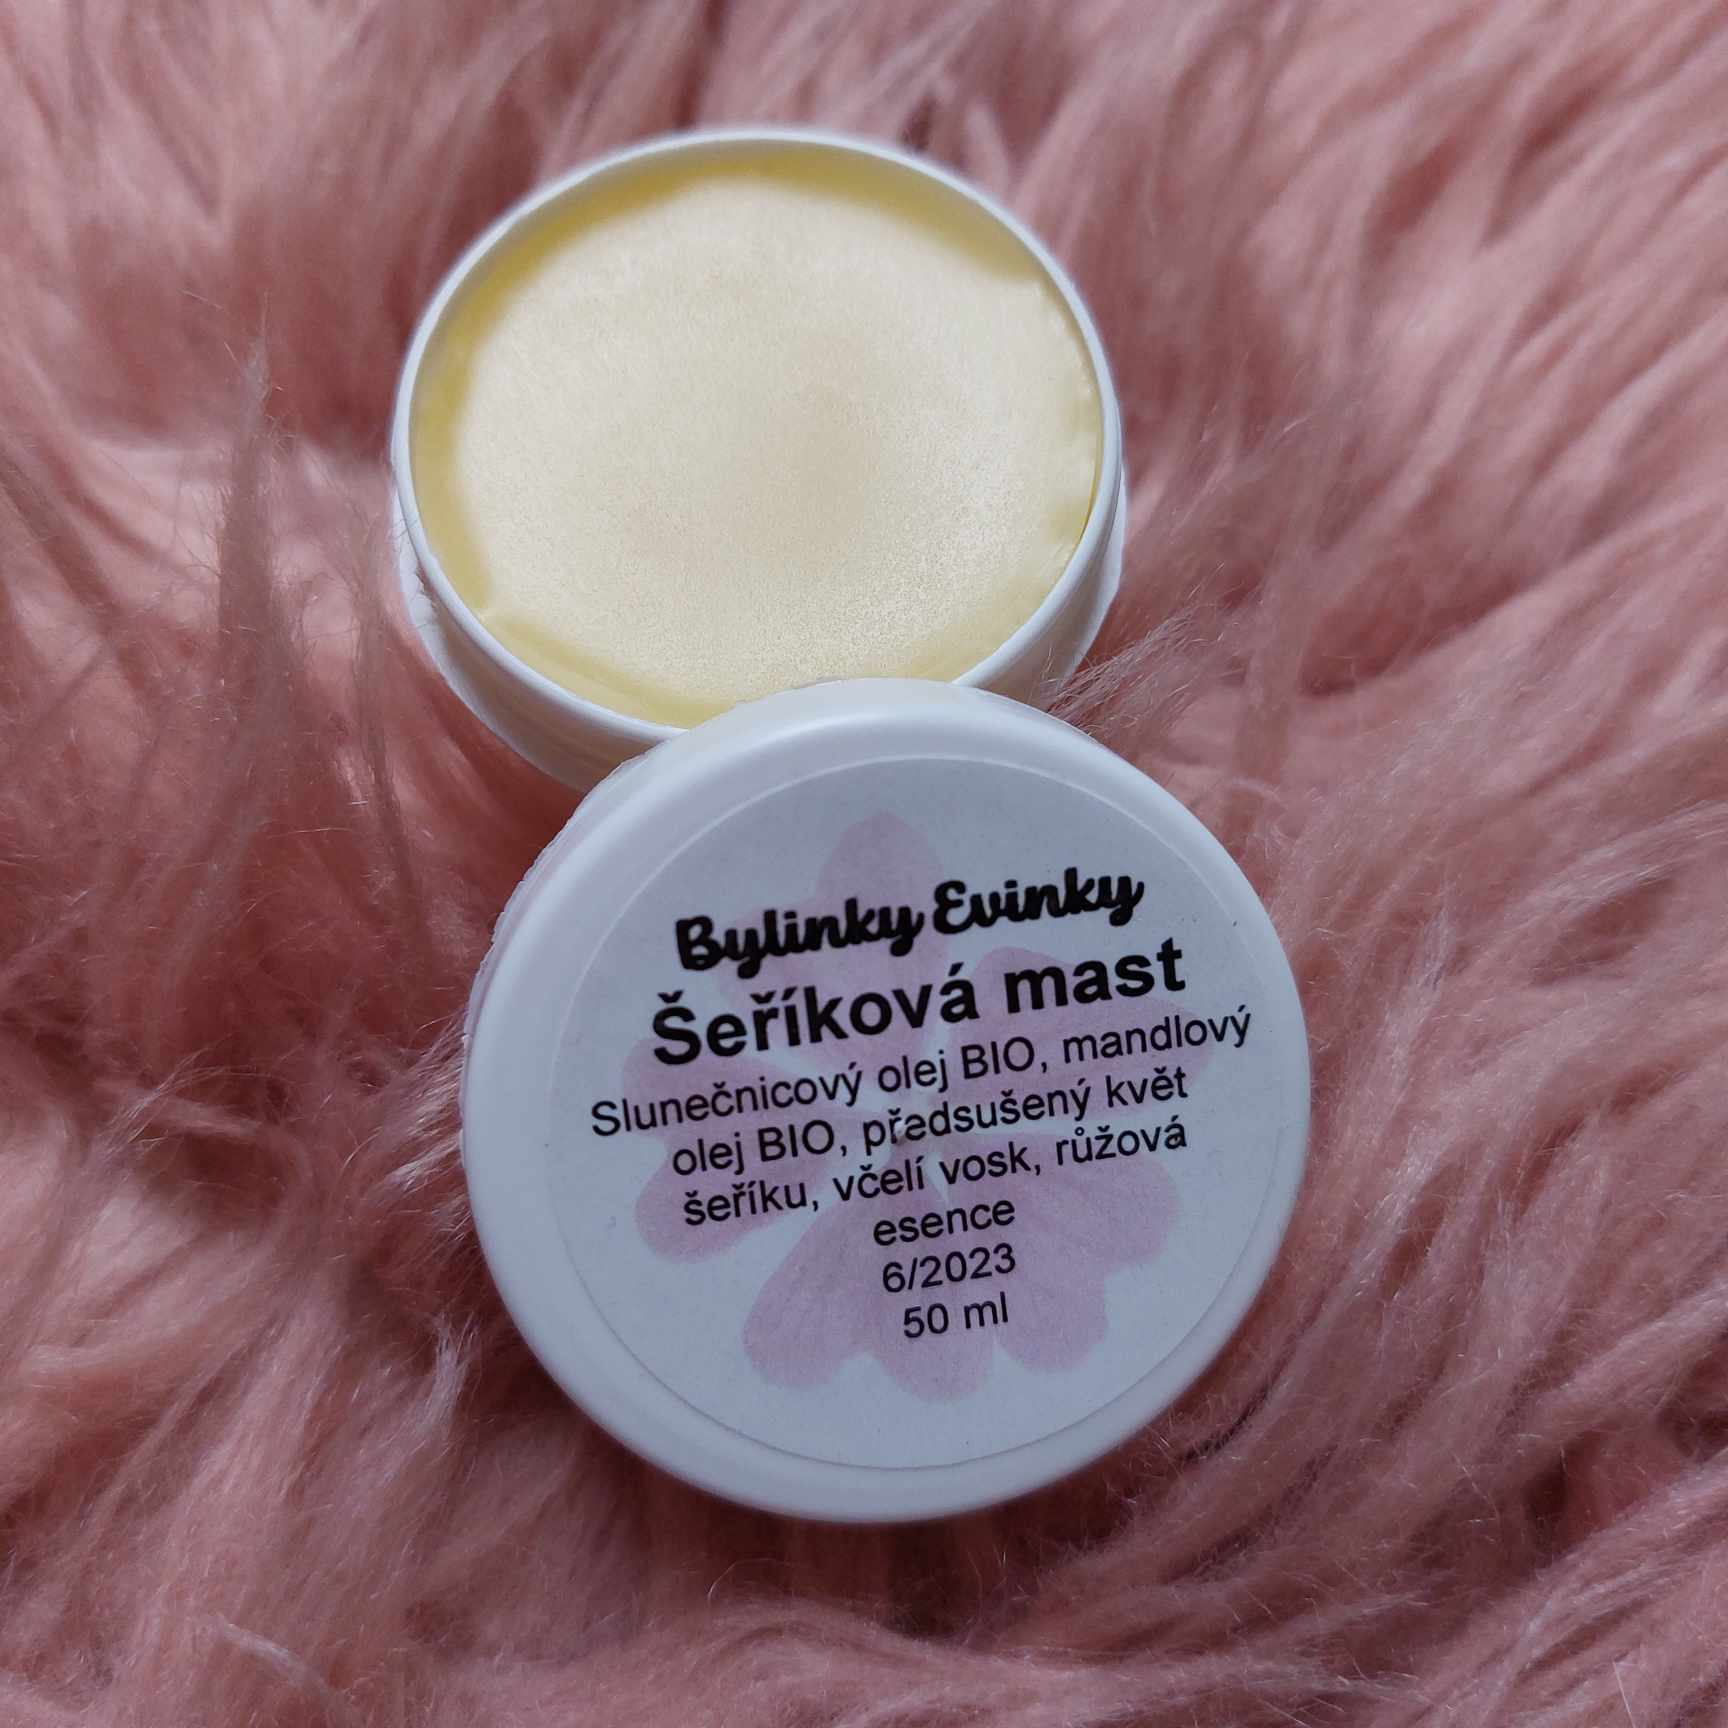 Bylinky Evinky
Šeříková mast
Slunečnicový olej BIO, mandlový
olej BIO, předsušený květ
šeříku, včelí vosk, růžová
esence
6/2023
50 ml